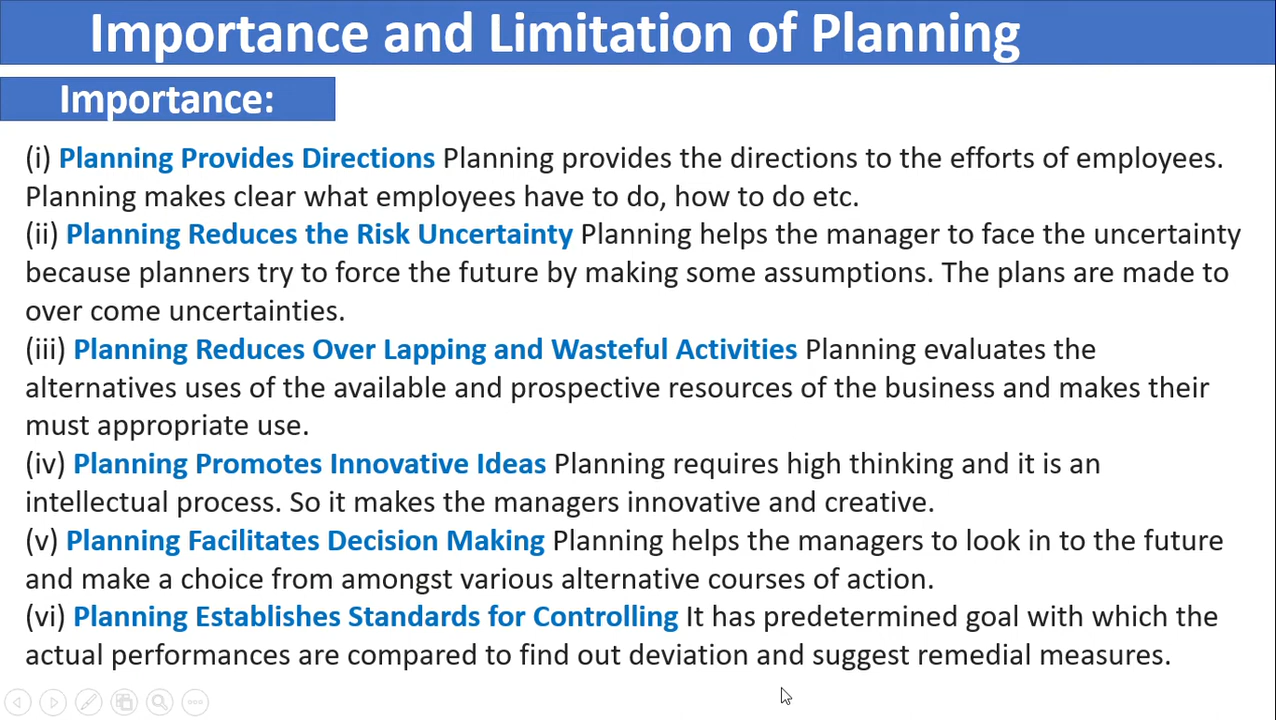 Importance and Limitation of Planning
Importance:
(i) Planning Provides Directions Planning provides the directions to the efforts of employees.
Planning makes clear what employees have to do, how to do etc.
(ii) Planning Reduces the Risk Uncertainty Planning helps the manager to face the uncertainty
because planners try to force the future by making some assumptions. The plans are made to
over come uncertainties.
(iii) Planning Reduces Over Lapping and Wasteful Activities Planning evaluates the
alternatives uses of the available and prospective resources of the business and makes their
must appropriate use.
(iv) Planning Promotes Innovative Ideas Planning requires high thinking and it is an
intellectual process. So it makes the managers innovative and creative.
(v) Planning Facilitates Decision Making Planning helps the managers to look in to the future
and make a choice from amongst various alternative courses of action.
(vi) Planning Establishes Standards for Controlling It has predetermined goal with which the
actual performances are compared to find out deviation and suggest remedial measures.